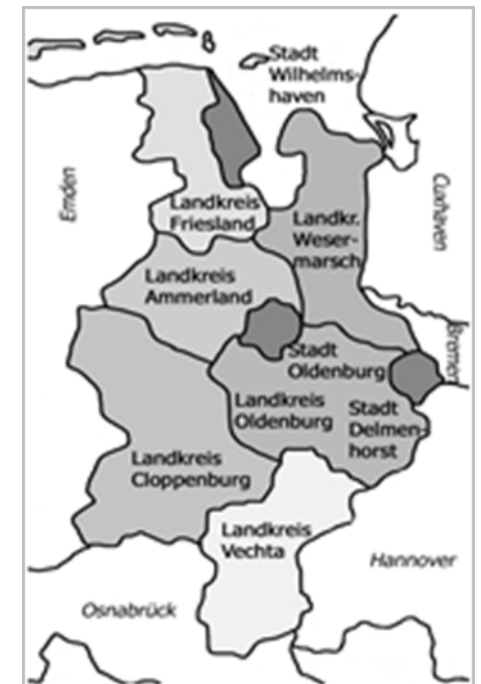 Stadt
Wilhelms-
haven
Emden
Cuxhaven
Landkreis
Friesland
Landkr.
Weser-
marsch
Landkreis
Ammerland
Bremen
Stadt
Oldenburg
Landkreis
Oldenburg
Stadt
Delmen-
horst
Landkreis
Cloppenburg
Landkreis
Vechta
Hannover
Osnabrück